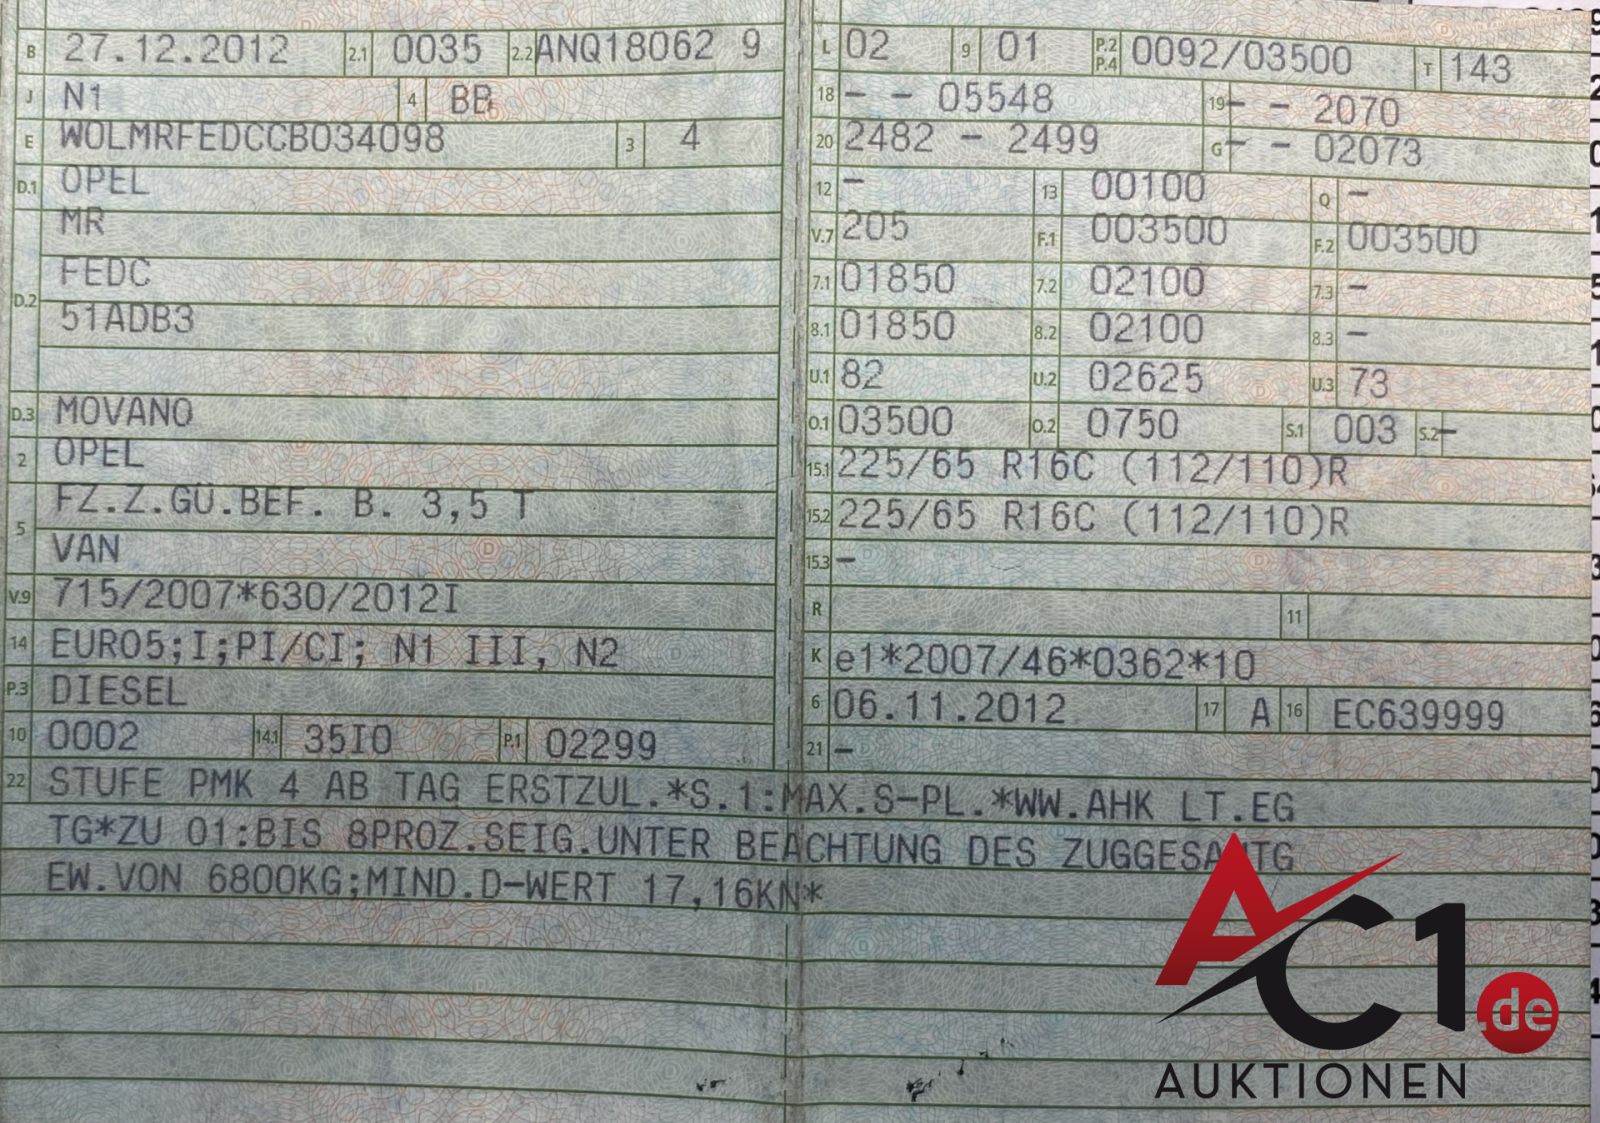 B 27.12.2012 2.1 0035 2.2 ANQ18062 9
J N1 4 BB
E WOLMRFEDCCB034098 3 4
D.1 OPEL
MR
D.2 FEDC
51ADB3
D.3 MOVANO
2 OPEL
5 FZ.Z.GÜ.BEF. B. 3,5 T
VAN
V.9 715/2007*630/2012I
14 EURO5;I;PI/CI; N1 III, N2
P.3 DIESEL
10 0002 14.1 35I0 P.1 02299
L 02 9 01 P.2 P.4 0092/03500 T 143
18 - - 05548 19 - - 2070
20 2482 - 2499 G - - 02073
12 - 13 00100 Q -
V.7 205 F.1 003500 F.2 003500
7.1 01850 7.2 02100 7.3 -
8.1 01850 8.2 02100 8.3 -
U.1 82 U.2 02625 U.3 73
O.1 03500 O.2 0750 S.1 003 S.2 -
15.1 225/65 R16C (112/110)R
15.2 225/65 R16C (112/110)R
15.3 -
R 11
K e1*2007/46*0362*10
6 06.11.2012 17 A 16 EC639999
21 -
22 STUFE PMK 4 AB TAG ERSTZUL.*S.1:MAX.S-PL.*WW.AHK LT.EG
TG*ZU 01:BIS 8PROZ.SEIG.UNTER BEACHTUNG DES ZUGGESAMTG
EW.VON 6800KG;MIND.D-WERT 17,16KN*
AC1.de
AUKTIONEN